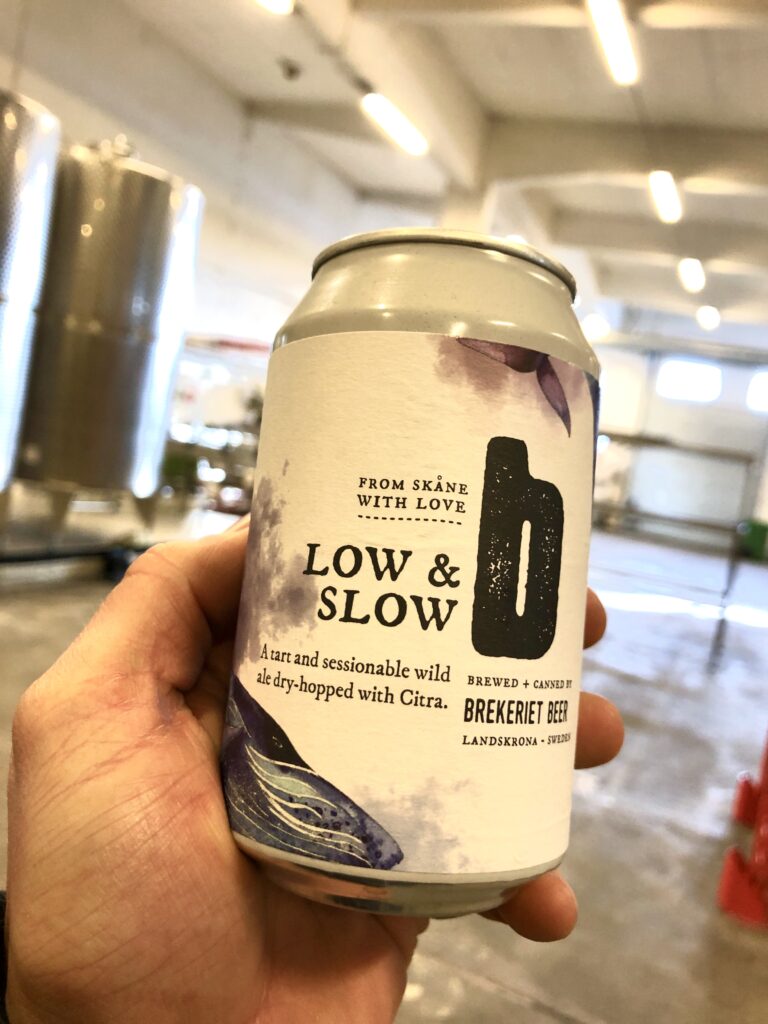 FROM SKÅNE
WITH LOVE
b
LOW &
SLOW
A tart and sessionable wild
ale dry-hopped with Citra.
BREWED + CANNED BY
BREKERIET BEER
LANDSKRONA - SWEDEN